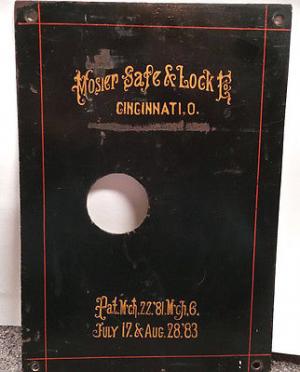 Mosler Safe & Lock Co.
CINCINNATI. O.
Pat. Mch. 22. '81. Mch. 6.
July 17. & Aug. 28. '83